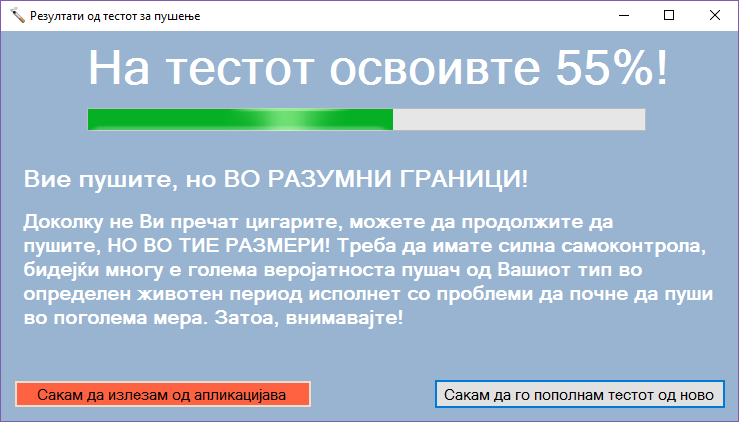 Резултати од тестот за пушење
На тестот освоивте 55%!
Вие пушите, но ВО РАЗУМНИ ГРАНИЦИ!
Доколку не Ви пречат цигарите, можете да продолжите да
пушите, НО ВО ТИЕ РАЗМЕРИ! Треба да имате силна самоконтрола,
бидејќи многу е голема веројатноста пушач од Вашиот тип во
определен животен период исполнет со проблеми да почне да пуши
во поголема мера. Затоа, внимавајте!
Сакам да излезам од апликацијава
Сакам да го пополнам тестот од ново